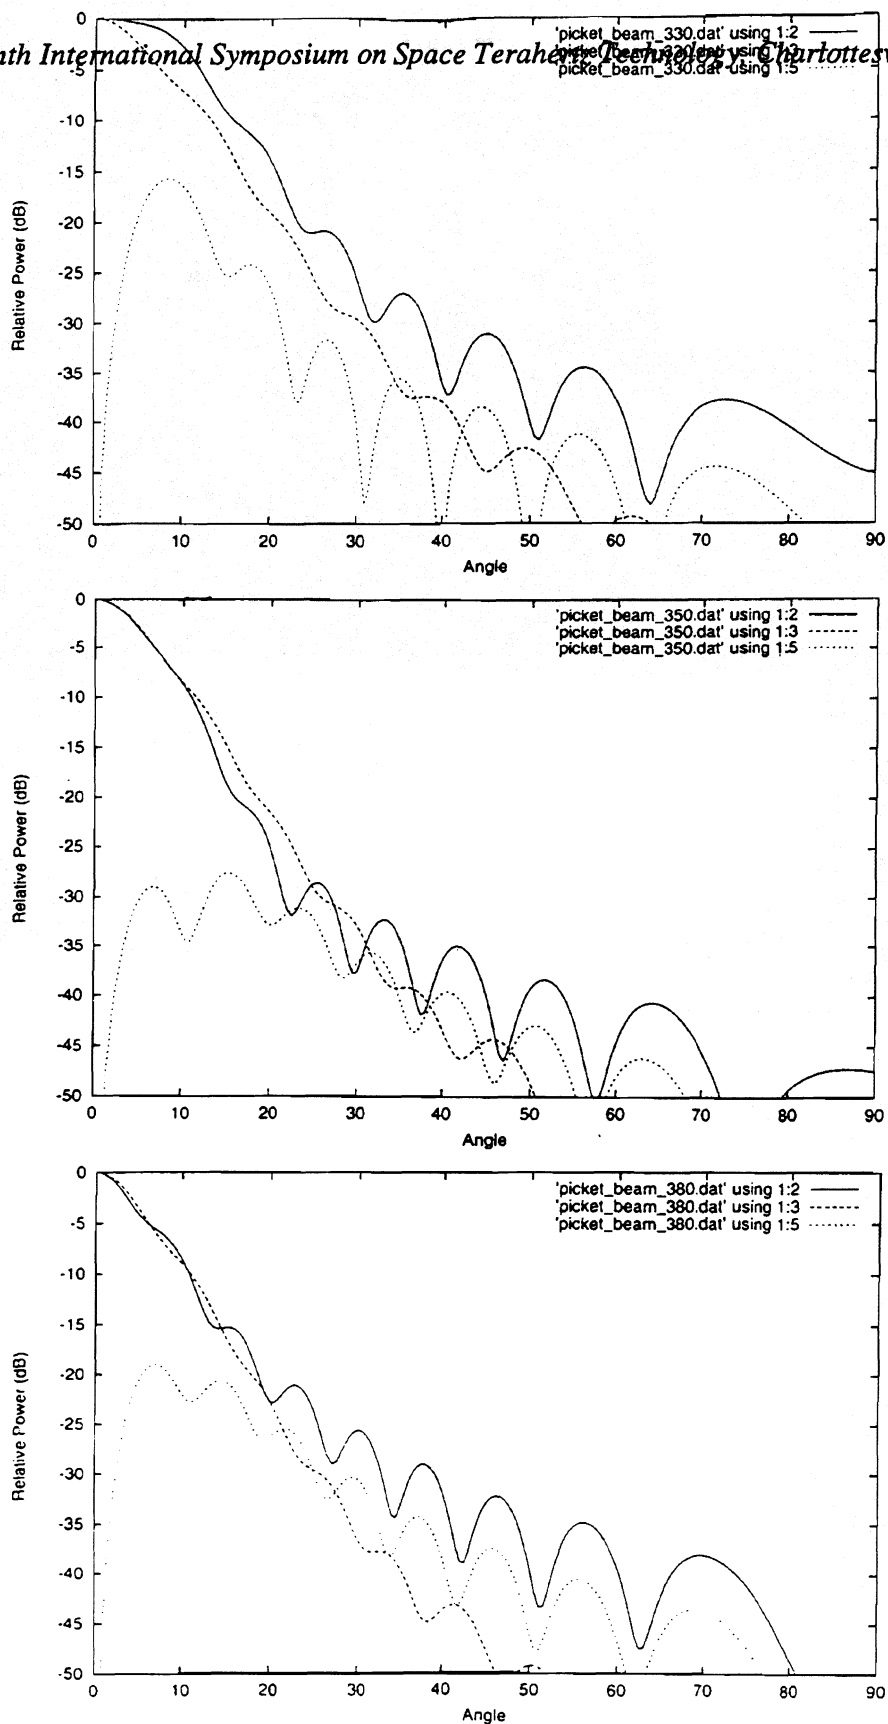 0
'picket_beam_330.dat' using 1:2
nth International Symposium on Space Terahertz Technology, Charlottesv
'picket_beam_330.dat' using 1:3
'picket_beam_330.dat' using 1:5
-5
-10
-15
-20
-25
-30
-35
-40
-45
-50
Relative Power (dB)
0 10 20 30 40 50 60 70 80 90
Angle
0
'picket_beam_350.dat' using 1:2
'picket_beam_350.dat' using 1:3
'picket_beam_350.dat' using 1:5
-5
-10
-15
-20
-25
-30
-35
-40
-45
-50
Relative Power (dB)
0 10 20 30 40 50 60 70 80 90
Angle
0
'picket_beam_380.dat' using 1:2
'picket_beam_380.dat' using 1:3
'picket_beam_380.dat' using 1:5
-5
-10
-15
-20
-25
-30
-35
-40
-45
-50
Relative Power (dB)
0 10 20 30 40 50 60 70 80 90
Angle